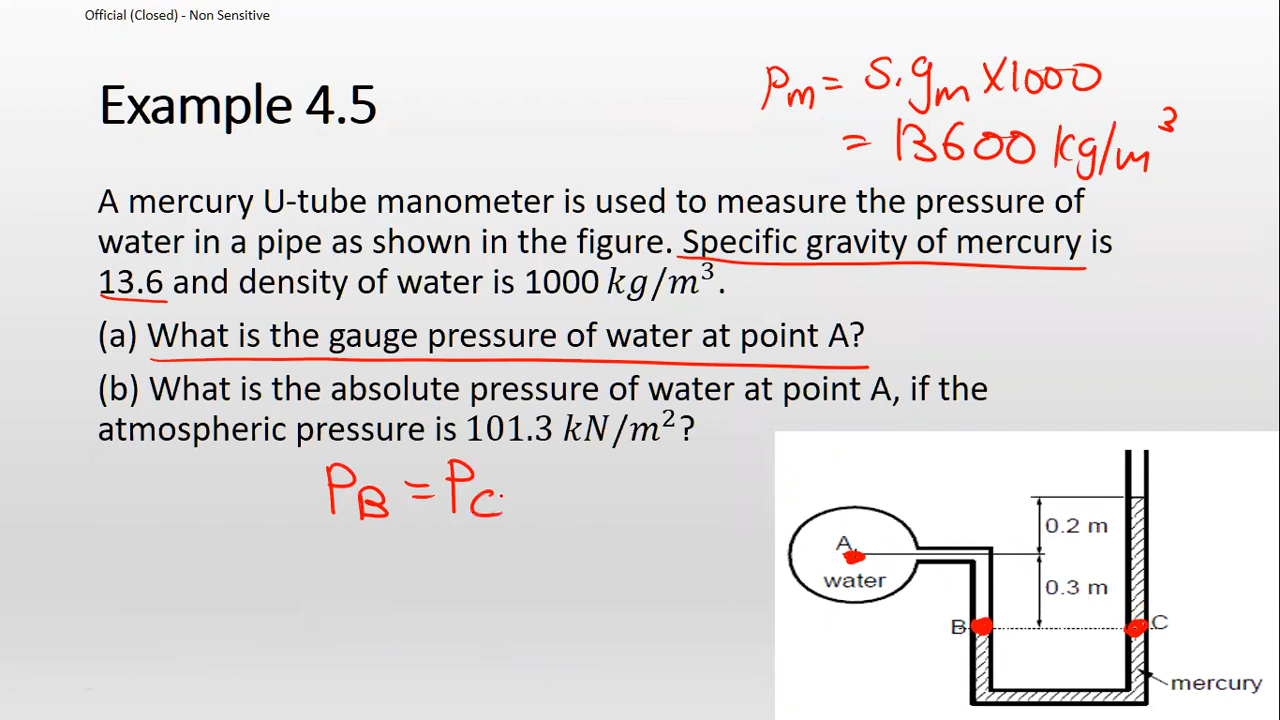 Official (Closed) - Non Sensitive
Example 4.5
ρm = S.gm ×1000
= 13600 kg/m³
A mercury U-tube manometer is used to measure the pressure of
water in a pipe as shown in the figure. Specific gravity of mercury is
13.6 and density of water is 1000 kg/m³.
(a) What is the gauge pressure of water at point A?
(b) What is the absolute pressure of water at point A, if the
atmospheric pressure is 101.3 kN/m²?
PB = PC
0.2 m
A
water
0.3 m
B
C
mercury